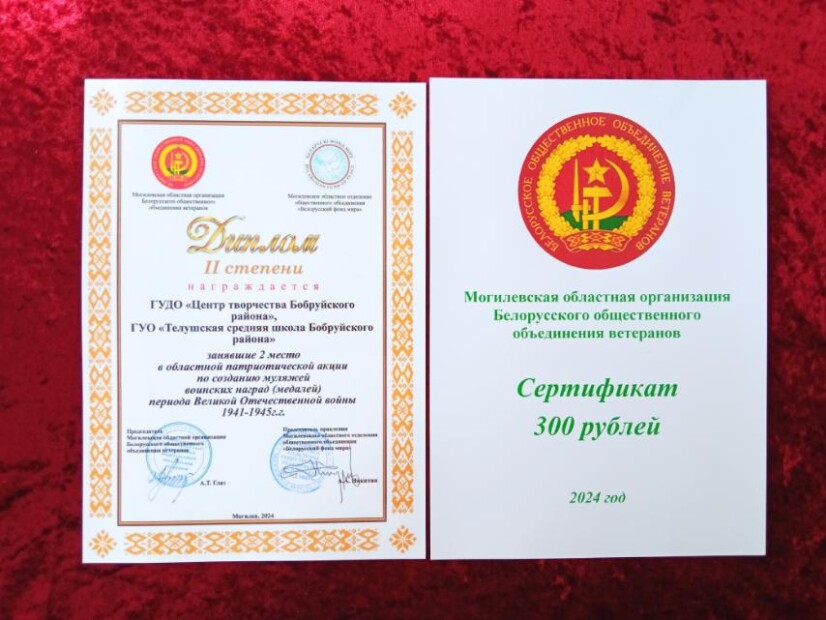 Могилевская областная организация
Белорусского общественного
объединения ветеранов
Могилевское областное отделение
общественного объединения
«Белорусский фонд мира»
Диплом
II степени
награждается
ГУДО «Центр творчества Бобруйского
района»,
ГУО «Телушская средняя школа Бобруйского
района»
занявшие 2 место
в областной патриотической акции
по созданию муляжей
воинских наград (медалей)
периода Великой Отечественной войны
1941-1945г.г.
Председатель
Могилевской областной организации
Белорусского общественного
объединения ветеранов
А.Т. Глаз
Председатель правления
Могилевского областного отделения
общественного объединения
«Белорусский фонд мира»
А.А. Никитин
Могилев, 2024
БЕЛОРУССКОЕ ОБЩЕСТВЕННОЕ ОБЪЕДИНЕНИЕ ВЕТЕРАНОВ
Могилевская областная организация
Белорусского общественного
объединения ветеранов
Сертификат
300 рублей
2024 год